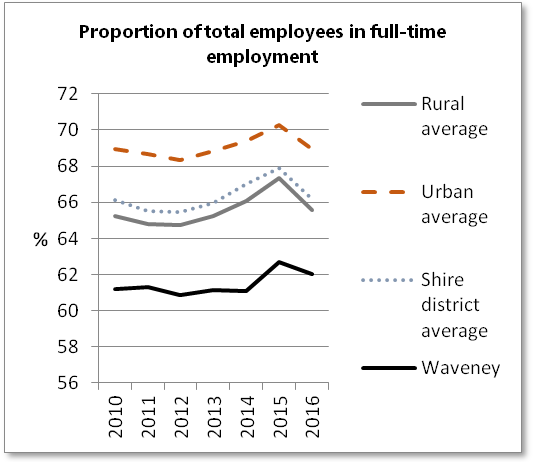 Proportion of total employees in full-time
employment
72
70
68
66
64
62
60
58
56
%
2010
2011
2012
2013
2014
2015
2016
Rural
average
Urban
average
Shire
district
average
Waveney